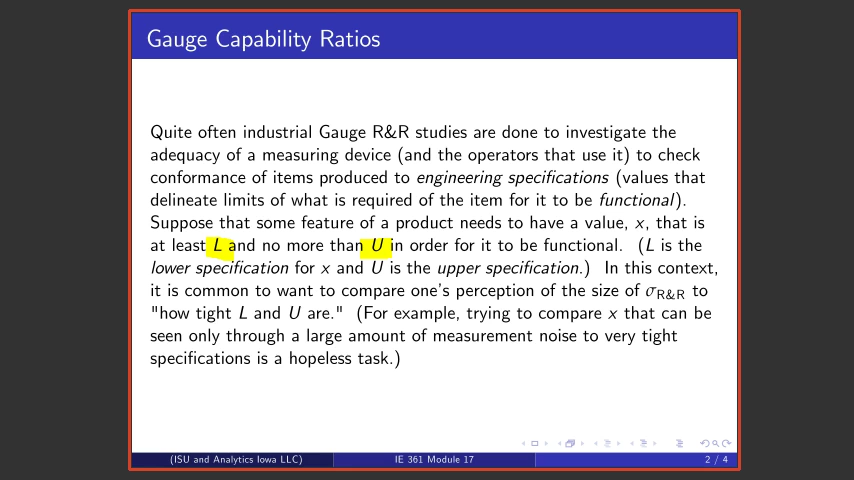 Gauge Capability Ratios
Quite often industrial Gauge R&R studies are done to investigate the
adequacy of a measuring device (and the operators that use it) to check
conformance of items produced to engineering specifications (values that
delineate limits of what is required of the item for it to be functional).
Suppose that some feature of a product needs to have a value, x, that is
at least L and no more than U in order for it to be functional. (L is the
lower specification for x and U is the upper specification.) In this context,
it is common to want to compare one's perception of the size of σR&R to
"how tight L and U are." (For example, trying to compare x that can be
seen only through a large amount of measurement noise to very tight
specifications is a hopeless task.)
(ISU and Analytics Iowa LLC) IE 361 Module 17 2 / 4